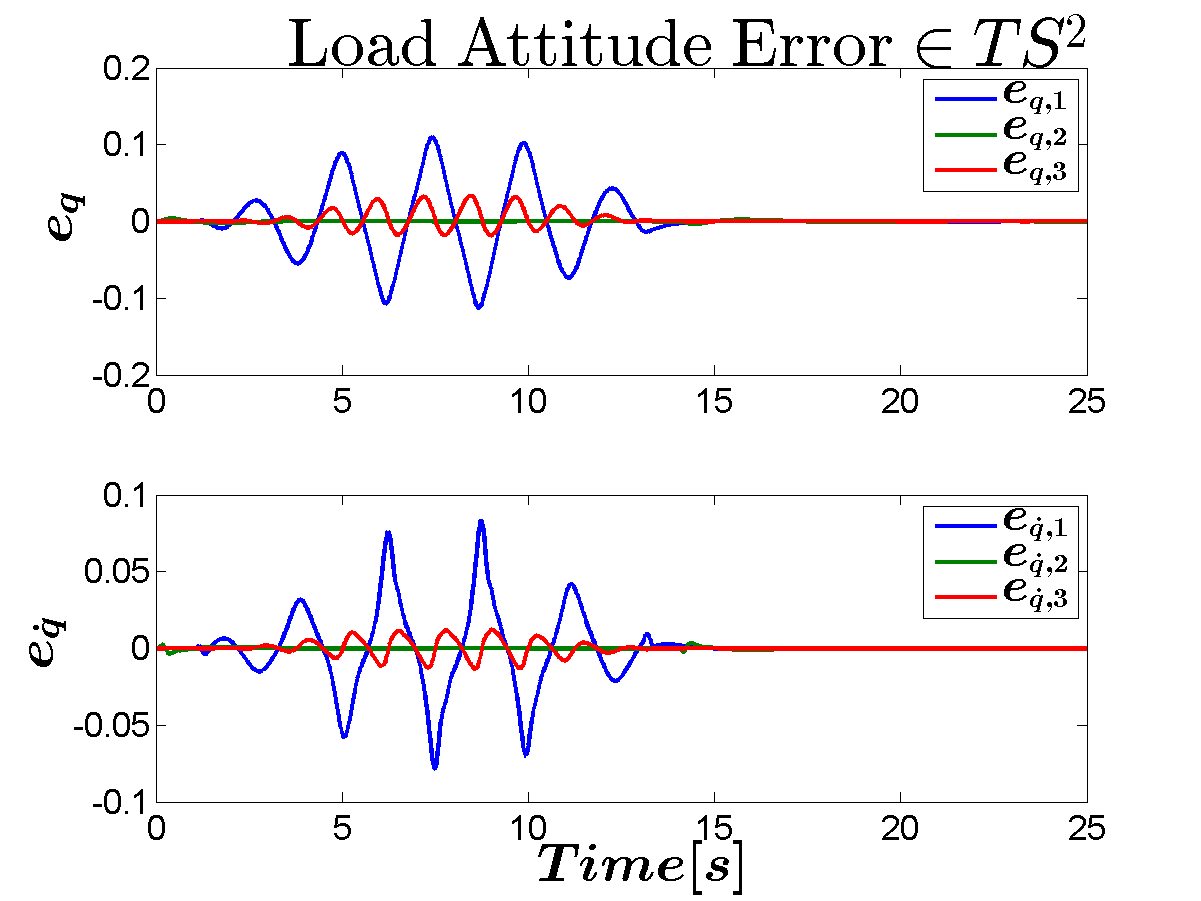 Load Attitude Error ∈ TS²
0.2
0.1
0
-0.1
-0.2
e_q
e_{q,1}
e_{q,2}
e_{q,3}
0 5 10 15 20 25
0.1
0.05
0
-0.05
-0.1
e_{q̇}
e_{q̇,1}
e_{q̇,2}
e_{q̇,3}
0 5 10 15 20 25
Time[s]